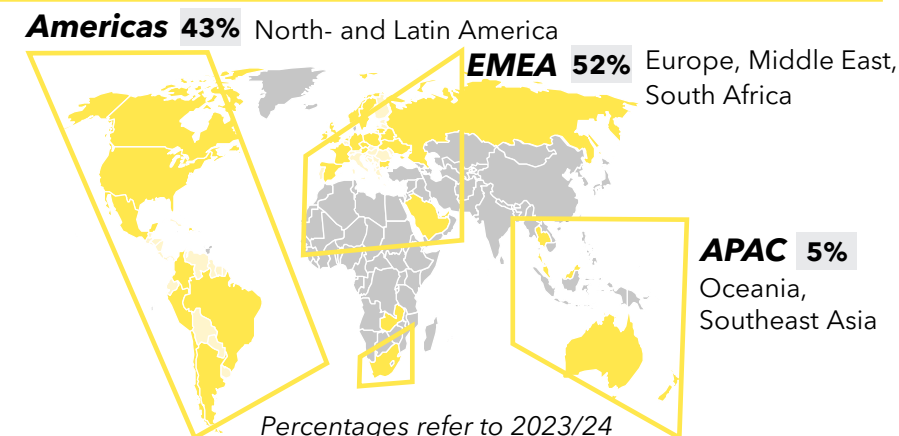 Americas 43% North- and Latin America
EMEA 52% Europe, Middle East,
South Africa
APAC 5%
Oceania,
Southeast Asia
Percentages refer to 2023/24